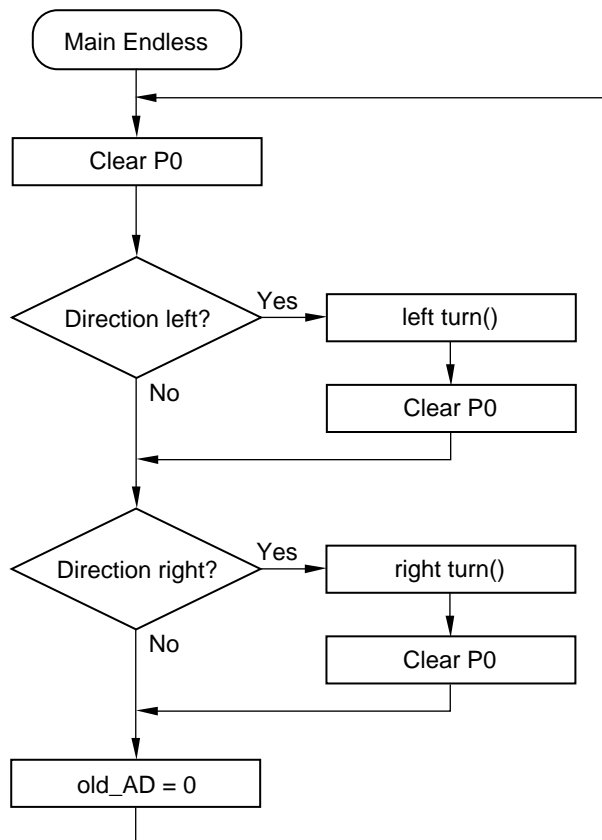 Main Endless
Clear P0
Direction left?
Yes
left turn()
No
Clear P0
Direction right?
Yes
right turn()
No
Clear P0
old_AD = 0